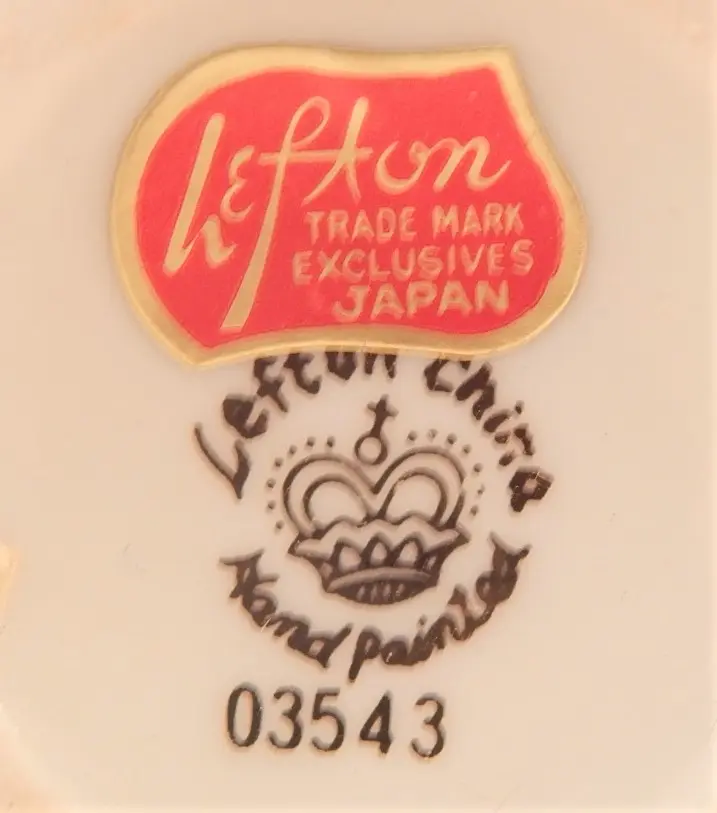 Lefton
TRADE MARK
EXCLUSIVES
JAPAN
Lefton China
Hand Painted
03543